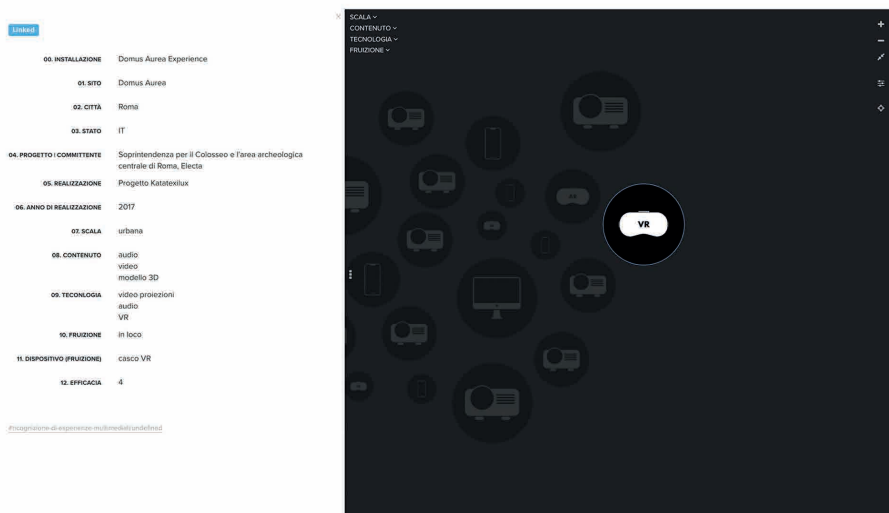 Linked
×
00. INSTALLAZIONE Domus Aurea Experience
01. SITO Domus Aurea
02. CITTÀ Roma
03. STATO IT
04. PROGETTO | COMMITTENTE Soprintendenza per il Colosseo e l'area archeologica
centrale di Roma, Electa
05. REALIZZAZIONE Progetto Katatexilux
06. ANNO DI REALIZZAZIONE 2017
07. SCALA urbana
08. CONTENUTO audio
video
modello 3D
09. TECONLOGIA video proiezioni
audio
VR
10. FRUIZIONE in loco
11. DISPOSITIVO (FRUIZIONE) casco VR
12. EFFICACIA 4
SCALA
CONTENUTO
TECNOLOGIA
FRUIZIONE
VR